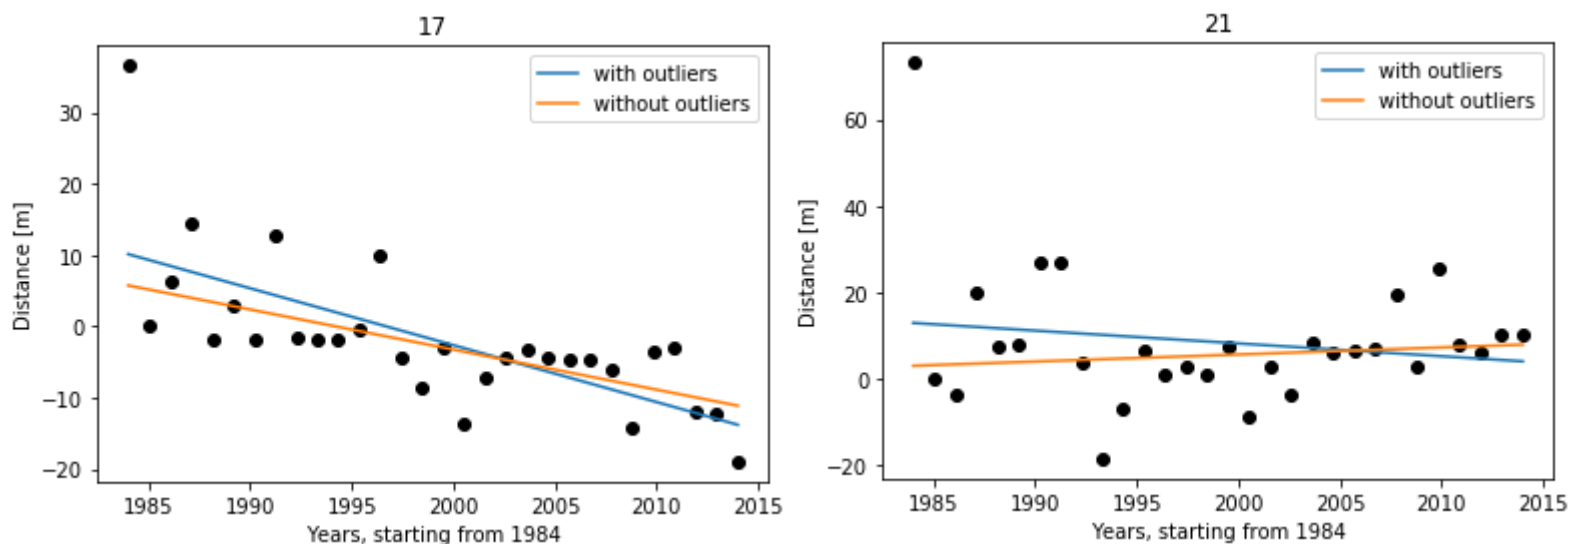 17
with outliers
without outliers
30
20
10
0
−10
−20
Distance [m]
1985 1990 1995 2000 2005 2010 2015
Years, starting from 1984
21
with outliers
without outliers
60
40
20
0
−20
Distance [m]
1985 1990 1995 2000 2005 2010 2015
Years, starting from 1984